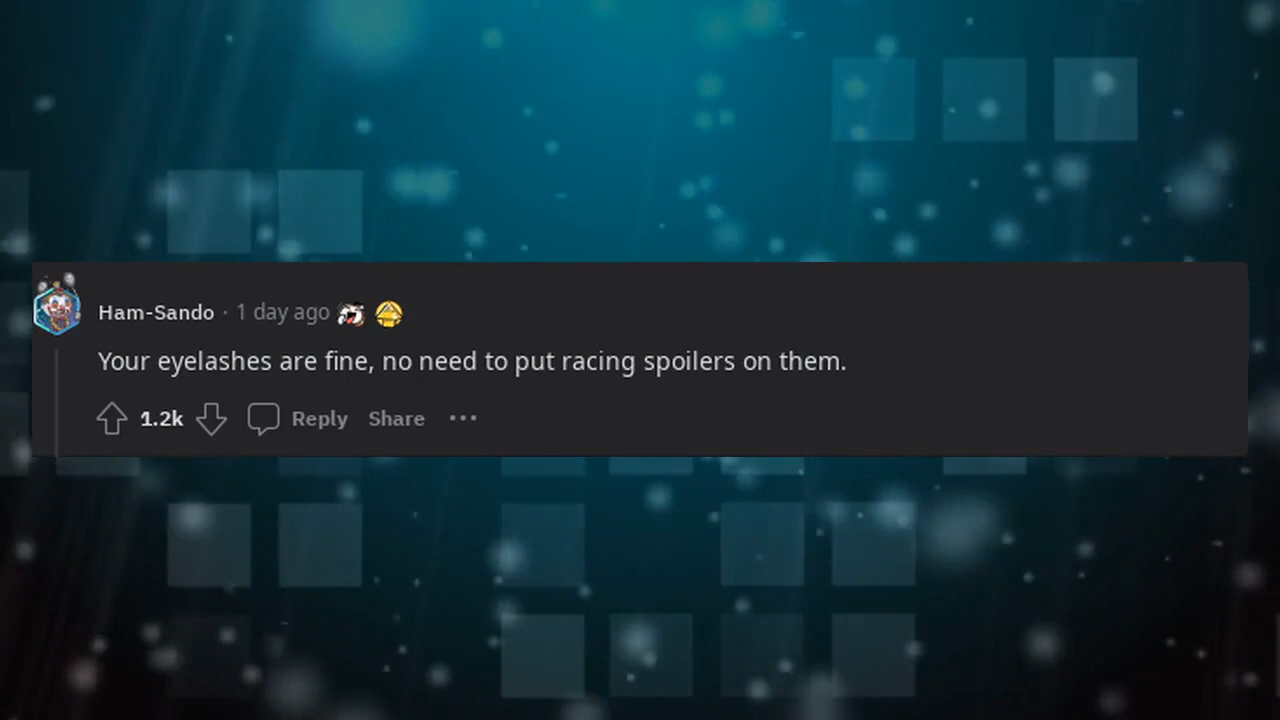 Ham-Sando · 1 day ago
Your eyelashes are fine, no need to put racing spoilers on them.
1.2k Reply Share ···